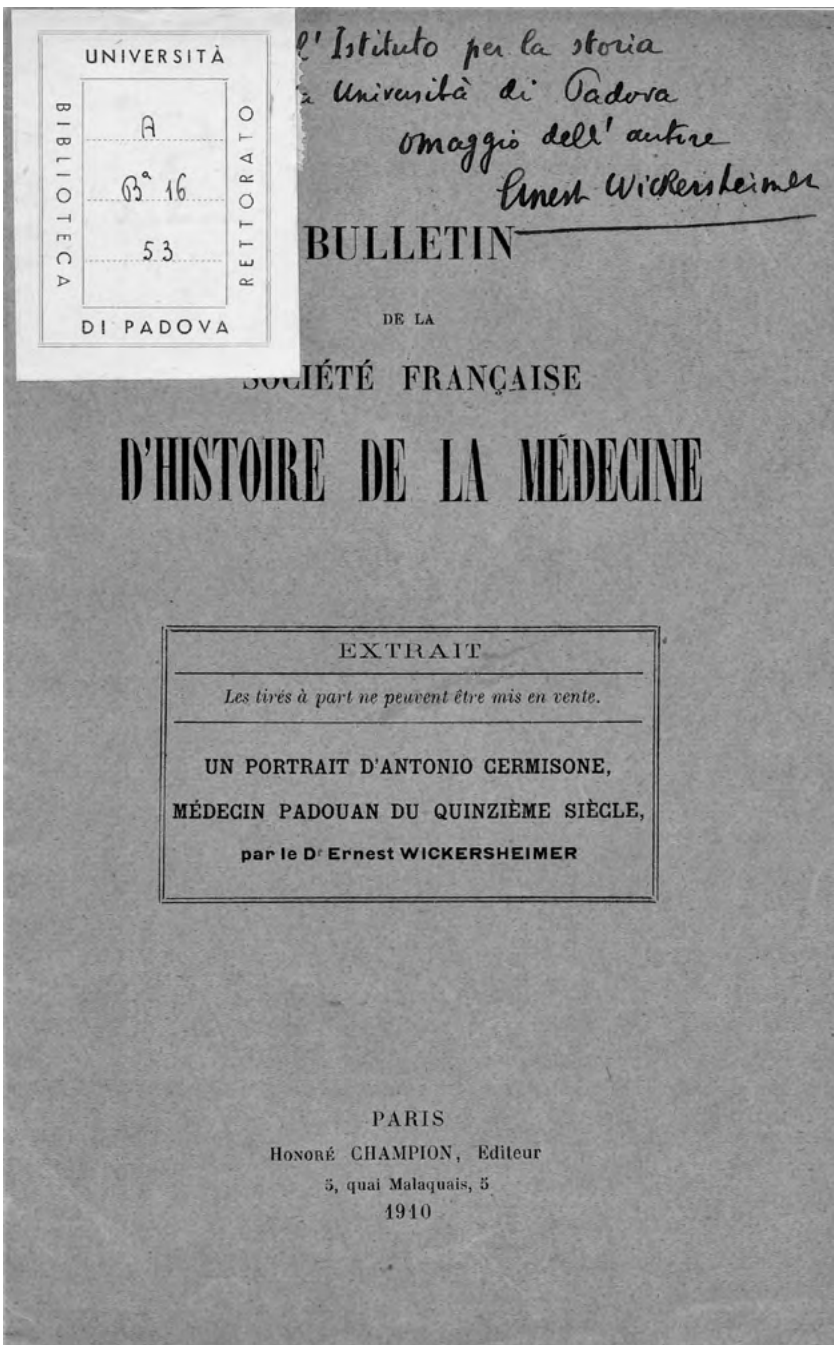 UNIVERSITÀ
BIBLIOTECA
RETTORATO
A
Bª 16
53
DI PADOVA
l'Istituto per la storia
a Università di Padova
omaggio dell'autore
Ernest Wickersheimer
BULLETIN
DE LA
SOCIÉTÉ FRANÇAISE
D'HISTOIRE DE LA MÉDECINE
EXTRAIT
Les tirés à part ne peuvent être mis en vente.
UN PORTRAIT D'ANTONIO CERMISONE,
MÉDECIN PADOUAN DU QUINZIÈME SIÈCLE,
par le Dr Ernest WICKERSHEIMER
PARIS
HONORÉ CHAMPION, Editeur
5, quai Malaquais, 5
1910